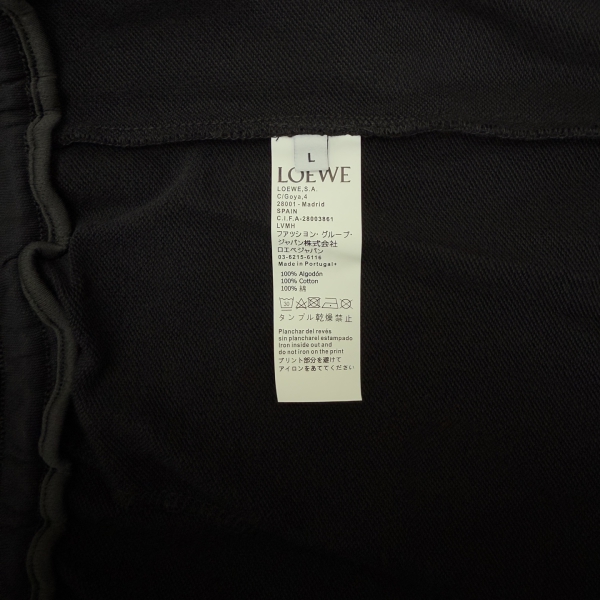 L
LOEWE
LOEWE,S.A.
C/Goya,4
28001-Madrid
SPAIN
C.I.F.A-28003861
LVMH
ファッション・グループ・
ジャパン株式会社
ロエベジャパン
03-6215-6116
Made in Portugal
100% Algodón
100% Cotton
100% 綿
30
タンブル乾燥禁止
Planchar del revés
sin plancharel estampado
Iron inside out and
do not iron on the print
プリント部分を避けて
アイロンをあててください